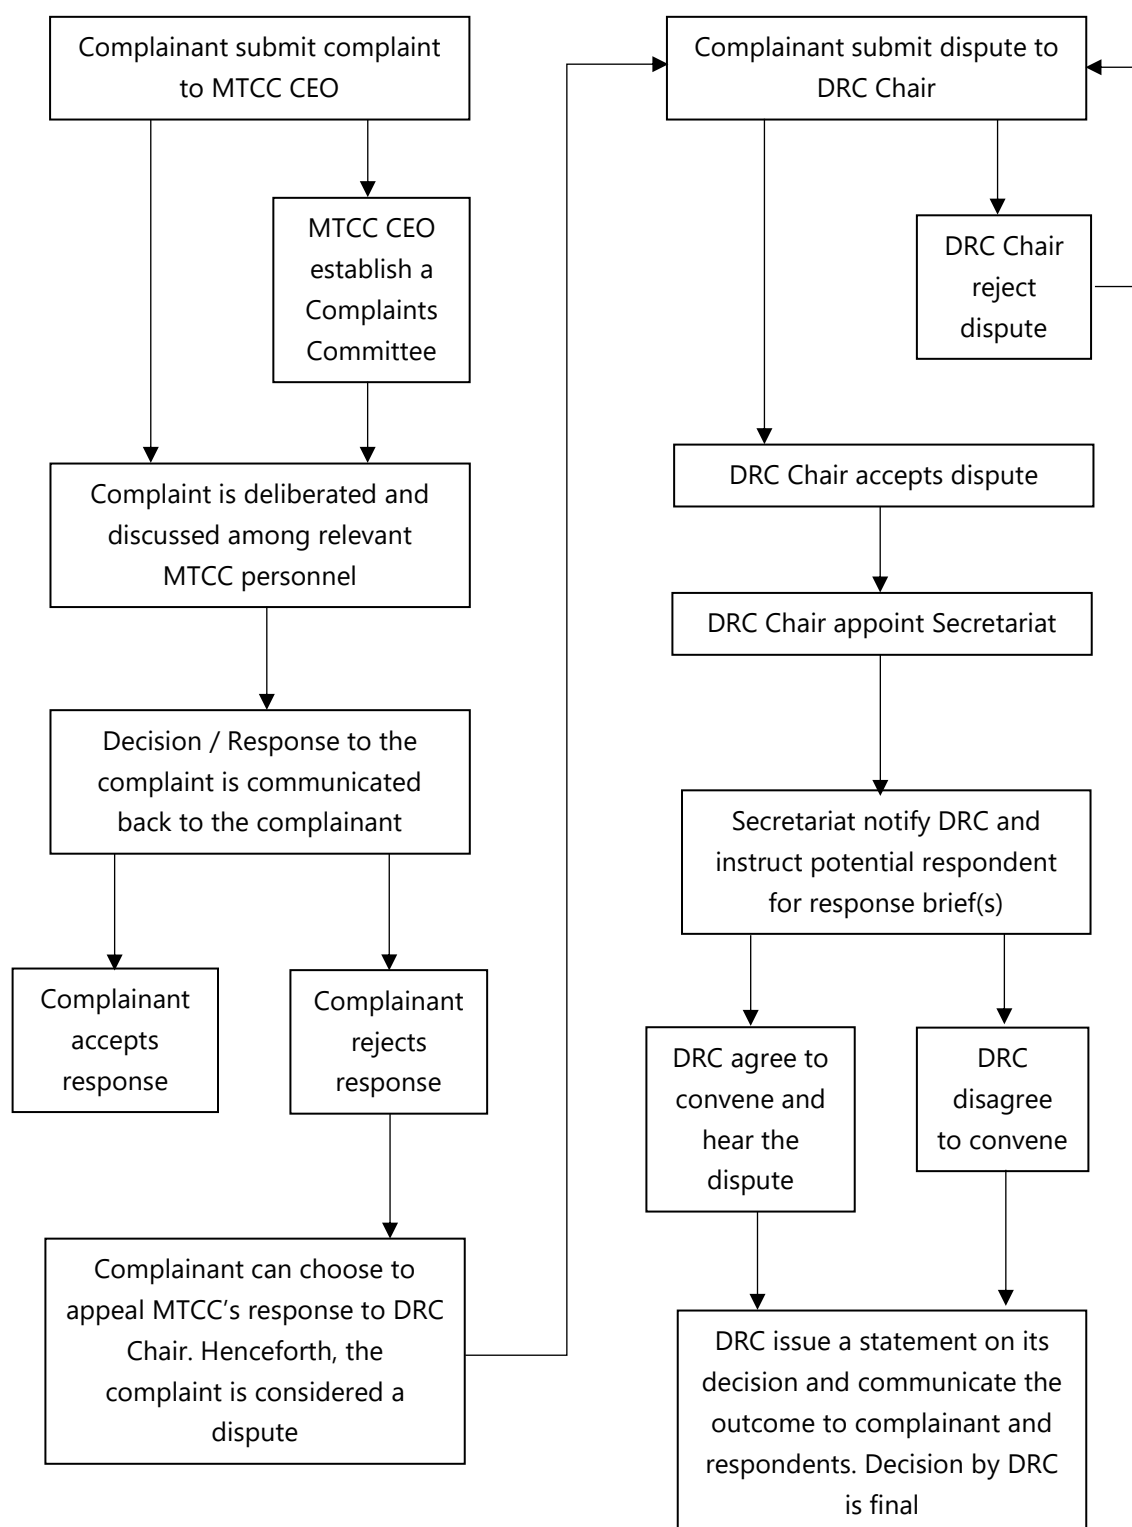 Complainant submit complaint
to MTCC CEO
MTCC CEO
establish a
Complaints
Committee
Complaint is deliberated and
discussed among relevant
MTCC personnel
Decision / Response to the
complaint is communicated
back to the complainant
Complainant
accepts
response
Complainant
rejects
response
Complainant can choose to
appeal MTCC’s response to DRC
Chair. Henceforth, the
complaint is considered a
dispute
Complainant submit dispute to
DRC Chair
DRC Chair
reject
dispute
DRC Chair accepts dispute
DRC Chair appoint Secretariat
Secretariat notify DRC and
instruct potential respondent
for response brief(s)
DRC agree to
convene and
hear the
dispute
DRC
disagree
to convene
DRC issue a statement on its
decision and communicate the
outcome to complainant and
respondents. Decision by DRC
is final